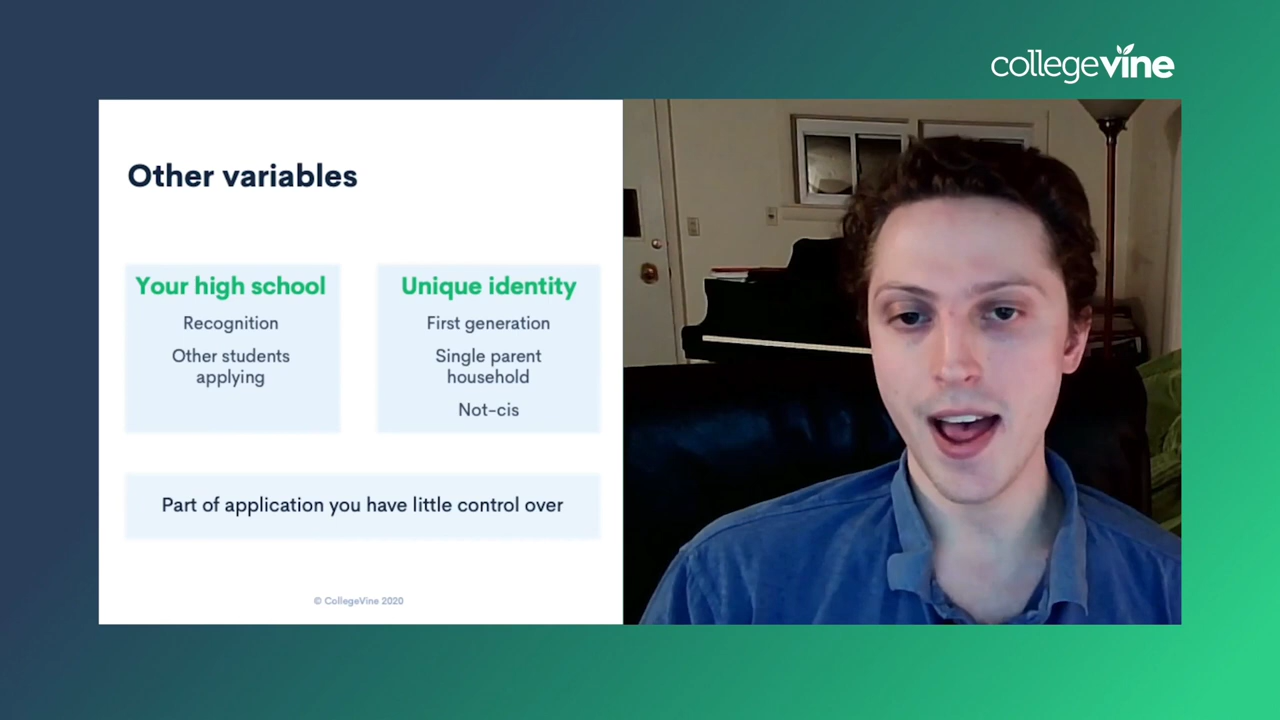 collegevine
Other variables
Your high school
Recognition
Other students
applying
Unique identity
First generation
Single parent
household
Not-cis
Part of application you have little control over
© CollegeVine 2020